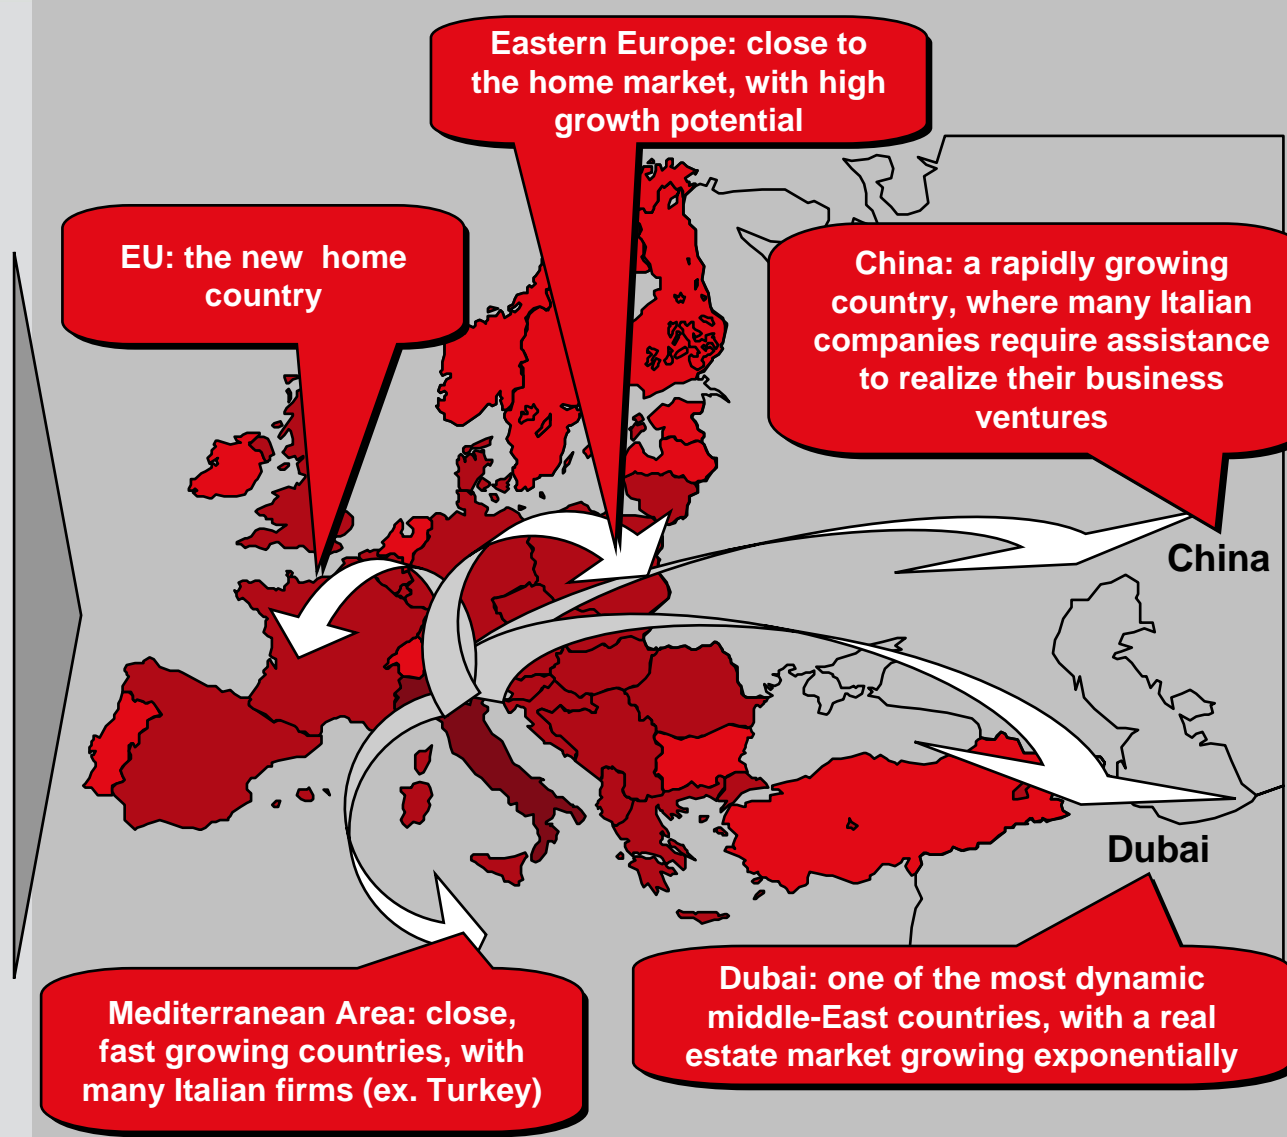 Eastern Europe: close to
the home market, with high
growth potential
EU: the new  home
country
China: a rapidly growing
country, where many Italian
companies require assistance
to realize their business
ventures
China
Dubai
Mediterranean Area: close,
fast growing countries, with
many Italian firms (ex. Turkey)
Dubai: one of the most dynamic
middle-East countries, with a real
estate market growing exponentially